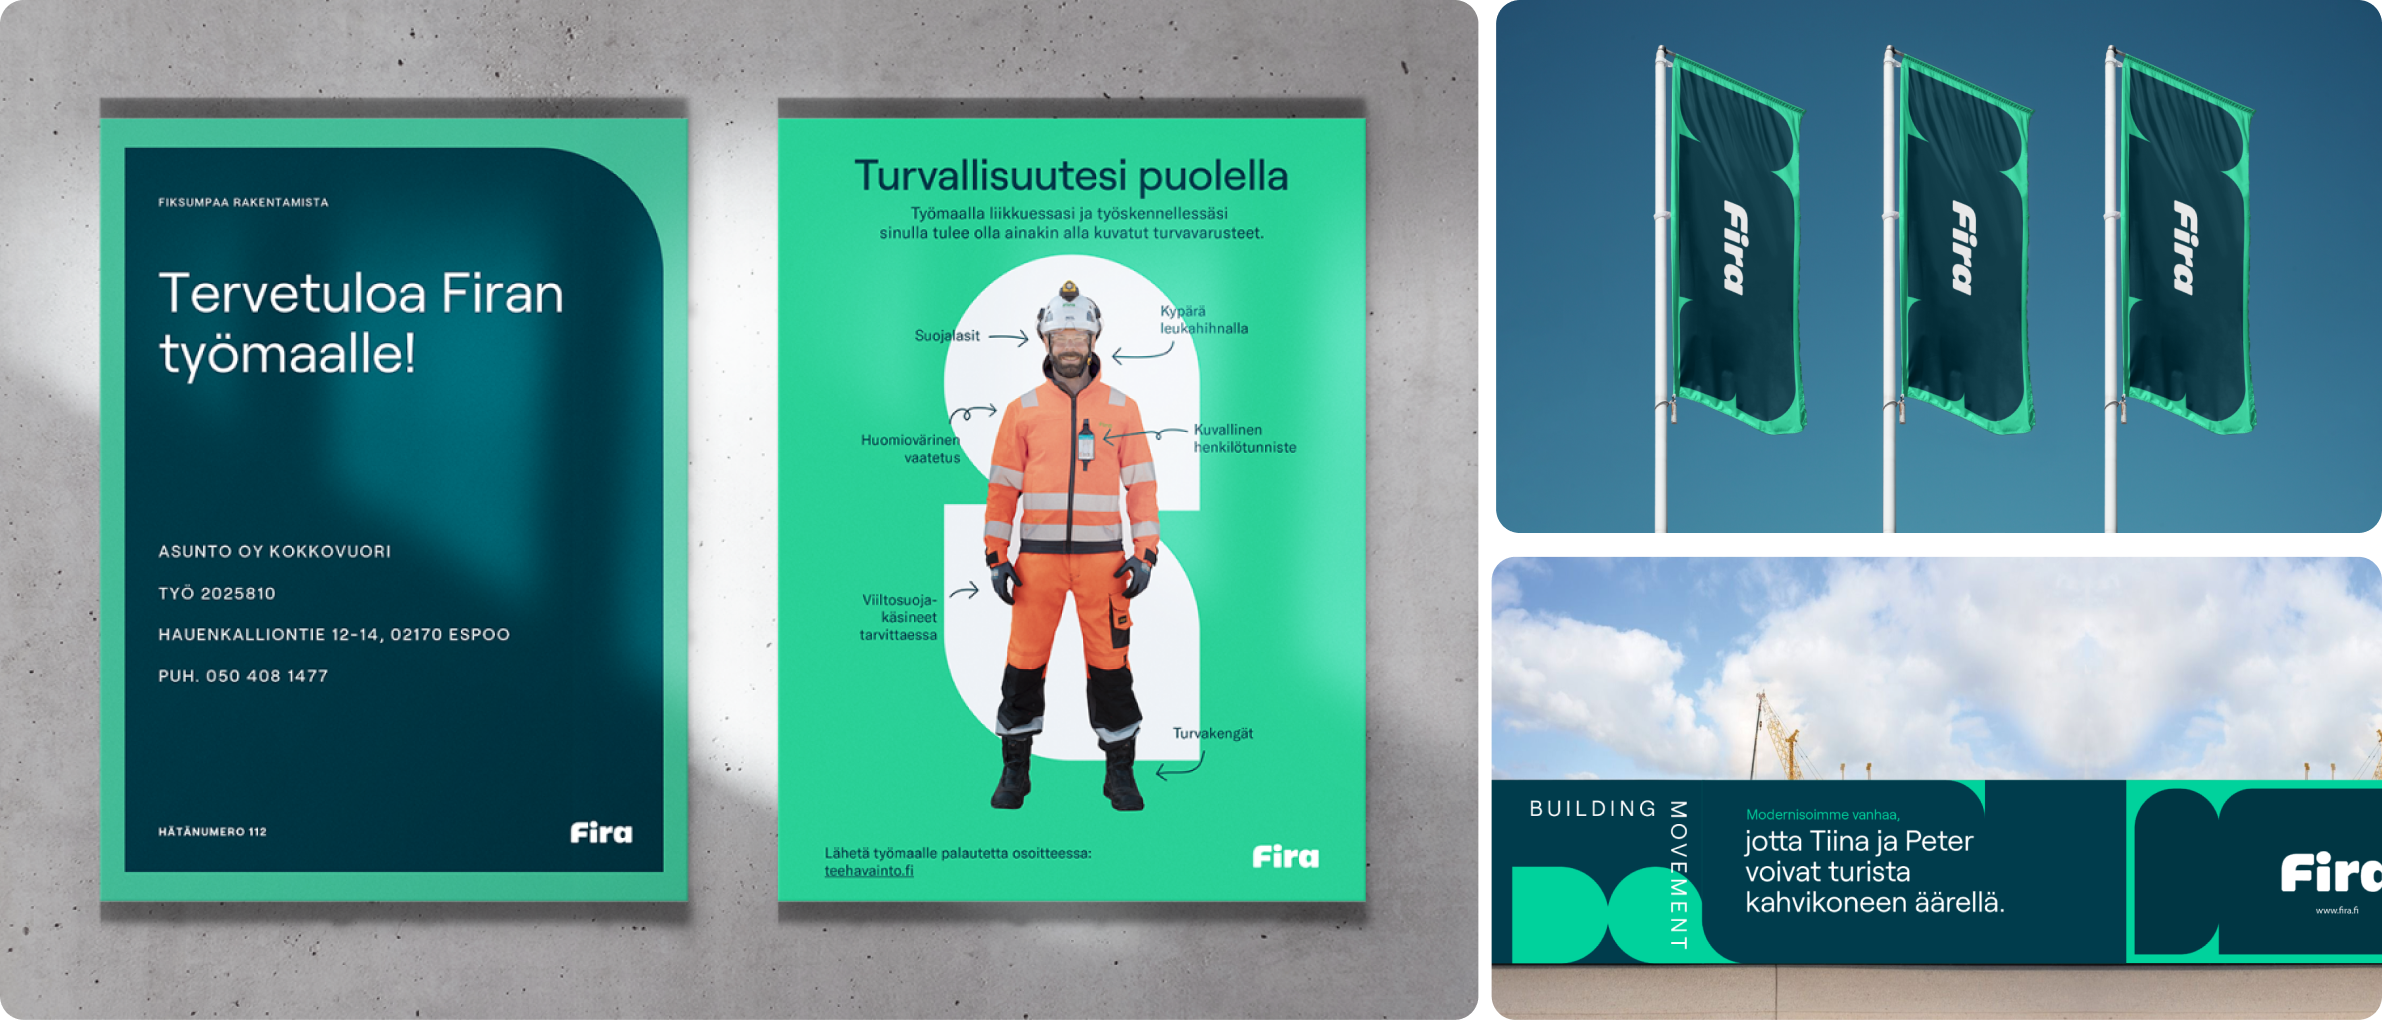 FIKSUMPAA RAKENTAMISTA
Tervetuloa Firan
työmaalle!
ASUNTO OY KOKKOVUORI
TYÖ 2025810
HAUENKALLIONTIE 12-14, 02170 ESPOO
PUH. 050 408 1477
HÄTÄNUMERO 112
Fira
Turvallisuutesi puolella
Työmaalla liikkuessasi ja työskennellessäsi
sinulla tulee olla ainakin alla kuvatut turvavarusteet.
Suojalasit
Kypärä
leukahihnalla
Huomiovärinen
vaatetus
Kuvallinen
henkilötunniste
Viiltosuoja-
käsineet
tarvittaessa
Turvakengät
Lähetä työmaalle palautetta osoitteessa:
teehavainto.fi
Fira
Fira
Fira
Fira
BUILDING
MOVEMENT
Modernisoimme vanhaa,
jotta Tiina ja Peter
voivat turista
kahvikoneen äärellä.
Fira
www.fira.fi